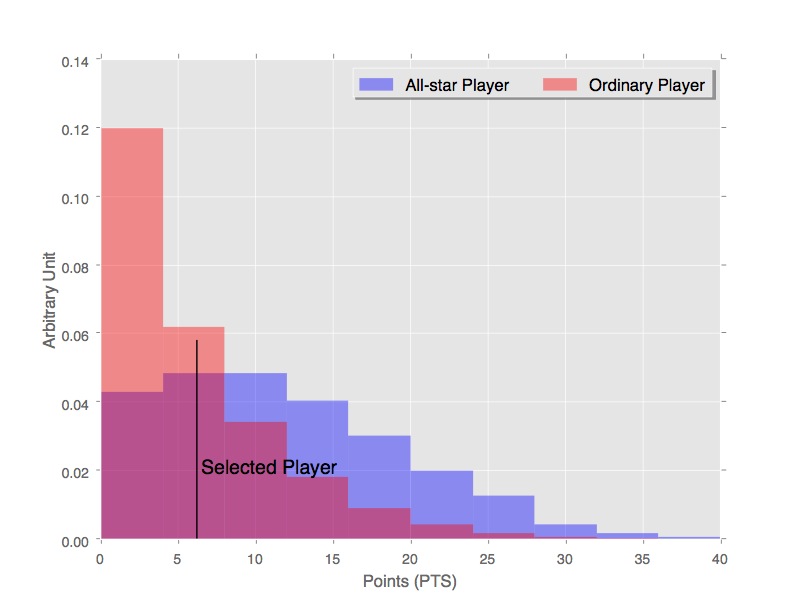 All-star Player
Ordinary Player
0.14
0.12
0.10
0.08
0.06
0.04
0.02
0.00
Arbitrary Unit
Selected Player
0 5 10 15 20 25 30 35 40
Points (PTS)